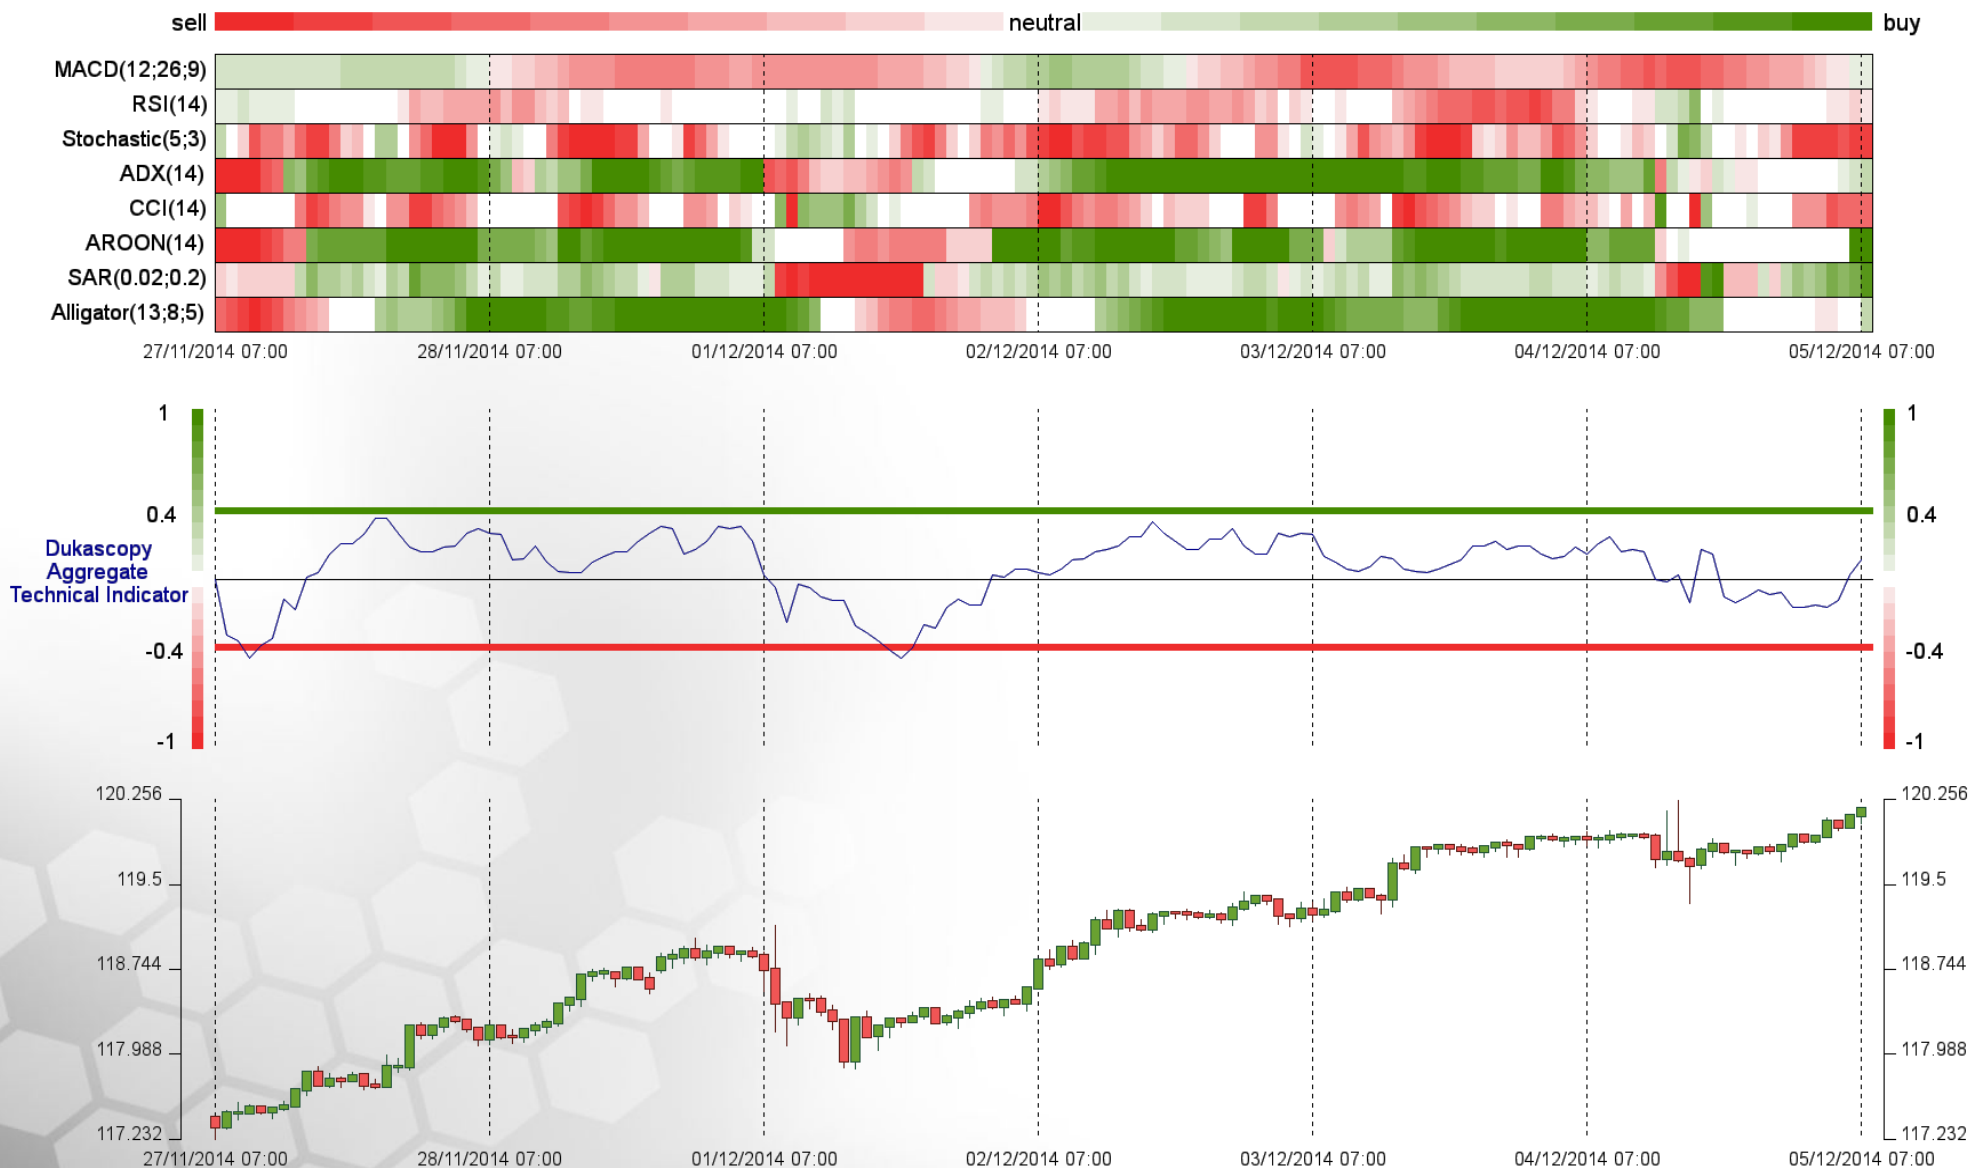 sell neutral buy
MACD(12;26;9)
RSI(14)
Stochastic(5;3)
ADX(14)
CCI(14)
AROON(14)
SAR(0.02;0.2)
Alligator(13;8;5)
27/11/2014 07:00 28/11/2014 07:00 01/12/2014 07:00 02/12/2014 07:00 03/12/2014 07:00 04/12/2014 07:00 05/12/2014 07:00
1 1
0.4 0.4
Dukascopy
Aggregate
Technical Indicator
-0.4 -0.4
-1 -1
120.256 120.256
119.5 119.5
118.744 118.744
117.988 117.988
117.232 117.232
27/11/2014 07:00 28/11/2014 07:00 01/12/2014 07:00 02/12/2014 07:00 03/12/2014 07:00 04/12/2014 07:00 05/12/2014 07:00